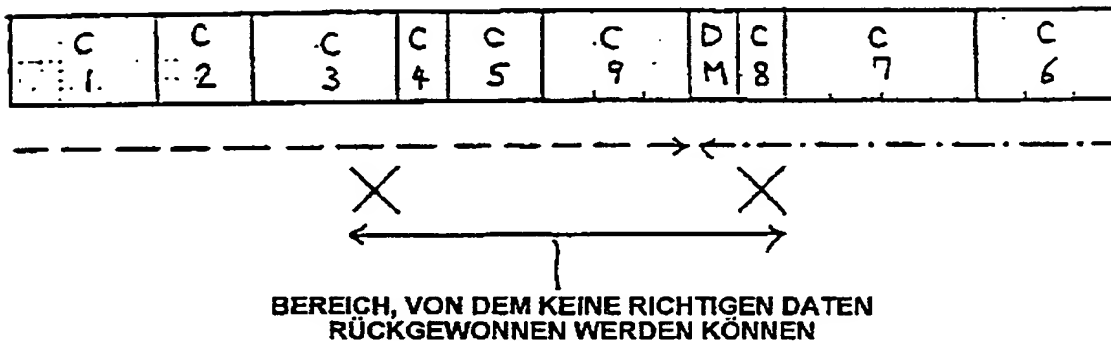 C C C C C C D C C C
1 2 3 4 5 9 M 8 7 6
BEREICH, VON DEM KEINE RICHTIGEN DATEN
RÜCKGEWONNEN WERDEN KÖNNEN